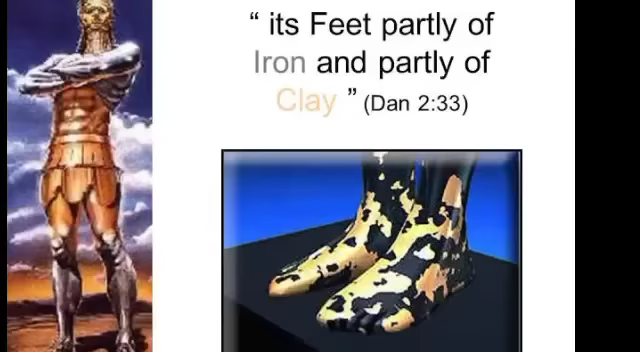 “ its Feet partly of
Iron and partly of
Clay ” (Dan 2:33)